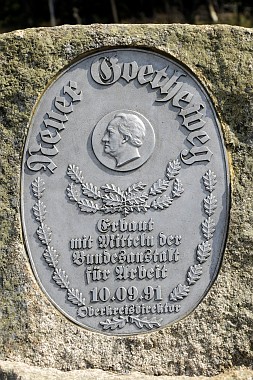 Neuer Goetheweg
Erbaut
mit Mitteln der
Bundesanstalt
für Arbeit
10.09.91
Oberkreisdirektor